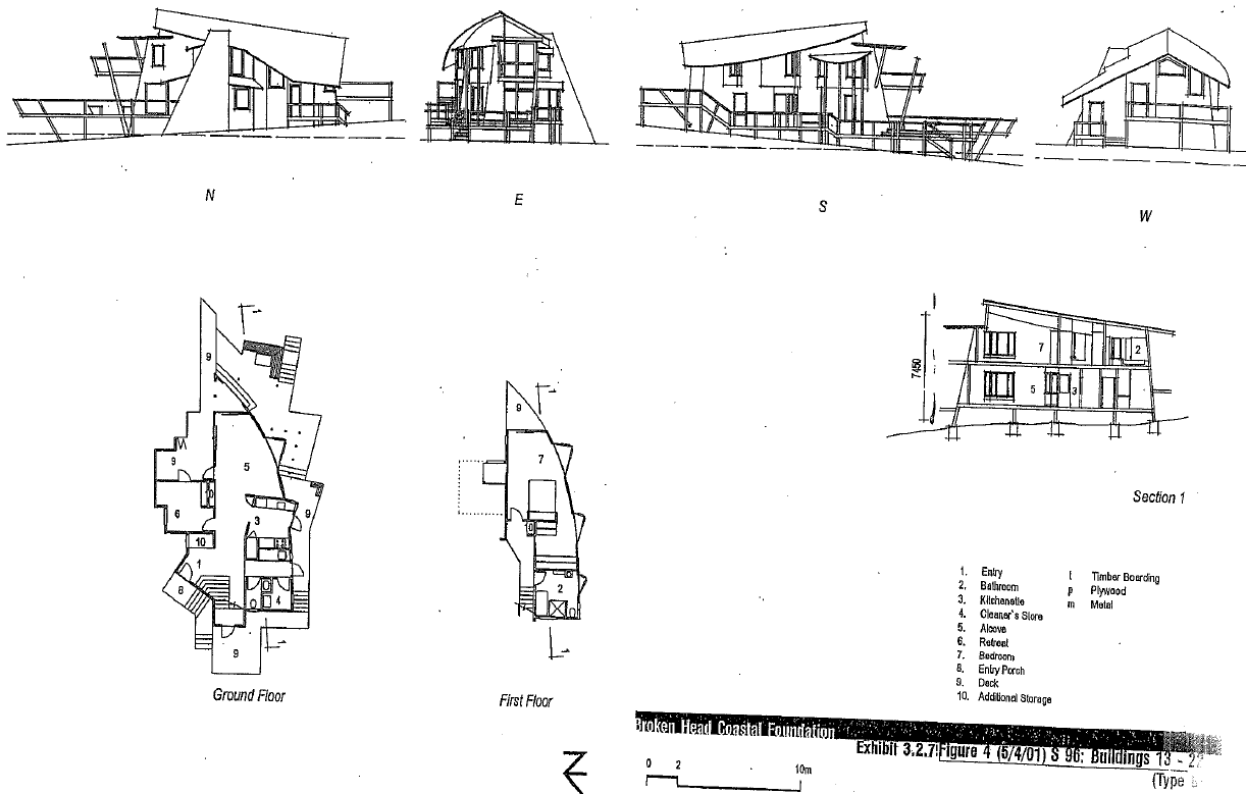 N
E
S
W
9
9
5
6
3
9
10
1
8
4
9
Ground Floor
9
7
2
First Floor
7450
7
2
5
3
Section 1
1. Entry
2. Bathroom
3. Kitchenette
4. Cleaner's Store
5. Alcove
6. Retreat
7. Bedroom
8. Entry Porch
9. Deck
10. Additional Storage
t Timber Boarding
p Plywood
m Metal
Broken Head Coastal Foundation
Exhibit 3.2.7 Figure 4 (5/4/01) S 96: Buildings 13 -
(Type
0 2 10m